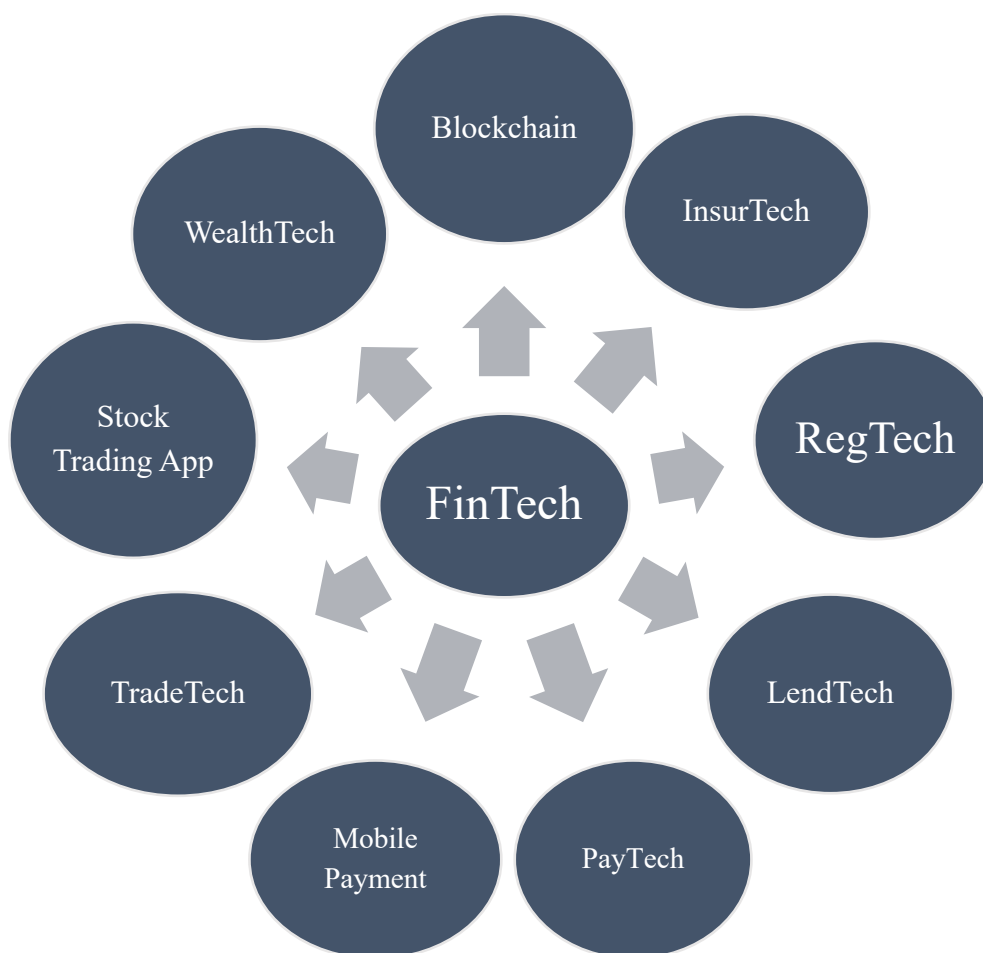 Blockchain
InsurTech
WealthTech
Stock
Trading App
RegTech
FinTech
TradeTech
LendTech
Mobile
Payment
PayTech